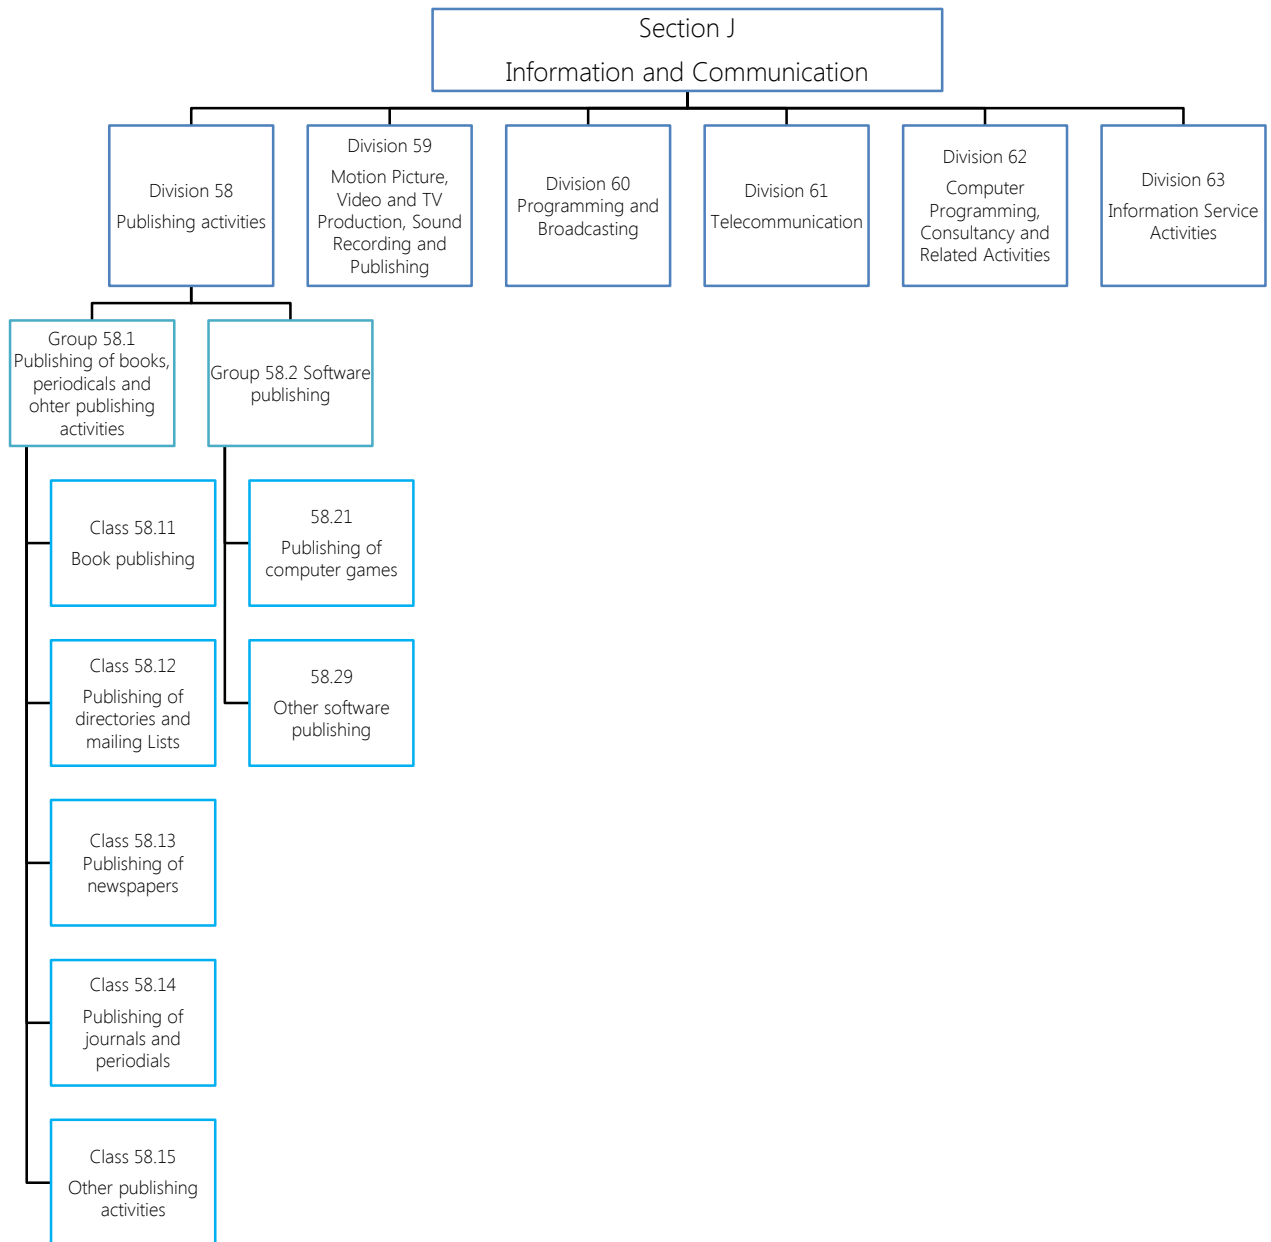 Section J
Information and Communication
Division 58
Publishing activities
Division 59
Motion Picture,
Video and TV
Production, Sound
Recording and
Publishing
Division 60
Programming and
Broadcasting
Division 61
Telecommunication
Division 62
Computer
Programming,
Consultancy and
Related Activities
Division 63
Information Service
Activities
Group 58.1
Publishing of books,
periodicals and
ohter publishing
activities
Group 58.2 Software
publishing
Class 58.11
Book publishing
58.21
Publishing of
computer games
Class 58.12
Publishing of
directories and
mailing Lists
58.29
Other software
publishing
Class 58.13
Publishing of
newspapers
Class 58.14
Publishing of
journals and
periodials
Class 58.15
Other publishing
activities